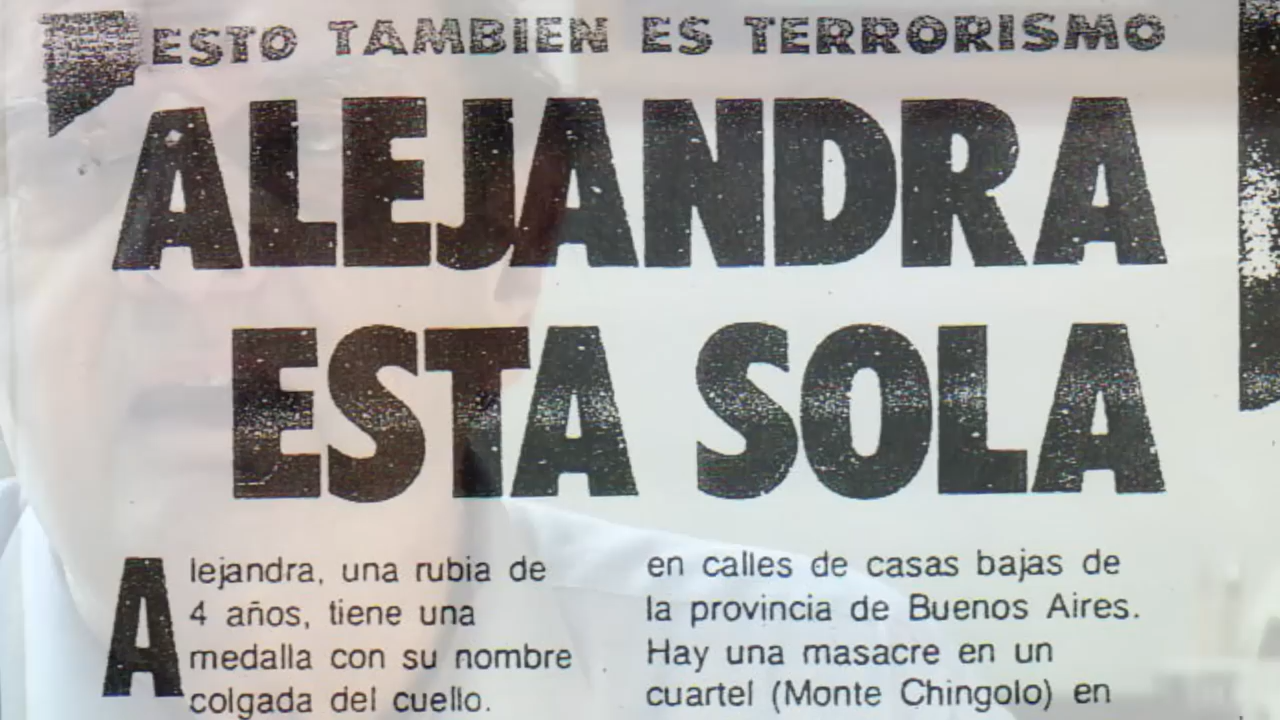 ESTO TAMBIEN ES TERRORISMO
ALEJANDRA
ESTA SOLA
Alejandra, una rubia de
4 años, tiene una
medalla con su nombre
colgada del cuello.
en calles de casas bajas de
la provincia de Buenos Aires.
Hay una masacre en un
cuartel (Monte Chingolo) en